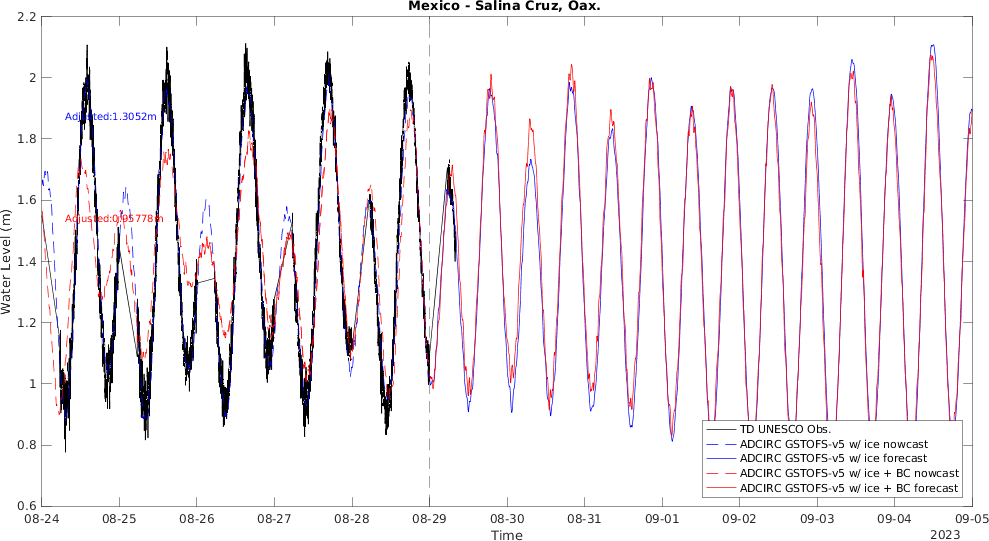 Mexico - Salina Cruz, Oax.
2.2
2
1.8
1.6
1.4
1.2
1
0.8
0.6
Water Level (m)
Adjusted:1.3052m
Adjusted:0.95778m
TD UNESCO Obs.
ADCIRC GSTOFS-v5 w/ ice nowcast
ADCIRC GSTOFS-v5 w/ ice forecast
ADCIRC GSTOFS-v5 w/ ice + BC nowcast
ADCIRC GSTOFS-v5 w/ ice + BC forecast
08-24 08-25 08-26 08-27 08-28 08-29 08-30 08-31 09-01 09-02 09-03 09-04 09-05
Time
2023